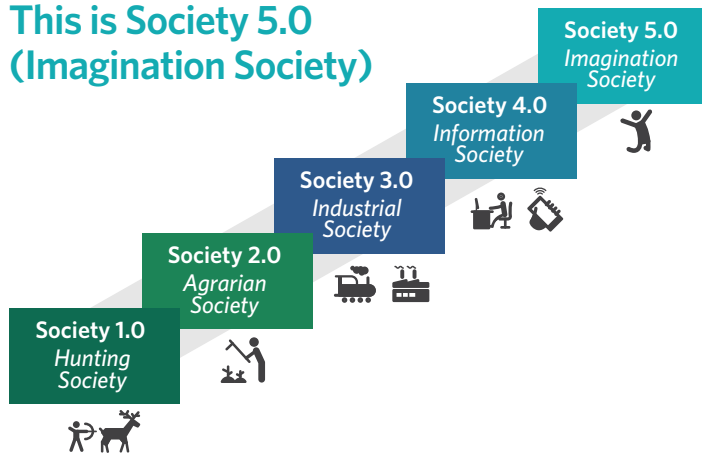 This is Society 5.0
(Imagination Society)
Society 5.0
Imagination
Society
Society 4.0
Information
Society
Society 3.0
Industrial
Society
Society 2.0
Agrarian
Society
Society 1.0
Hunting
Society